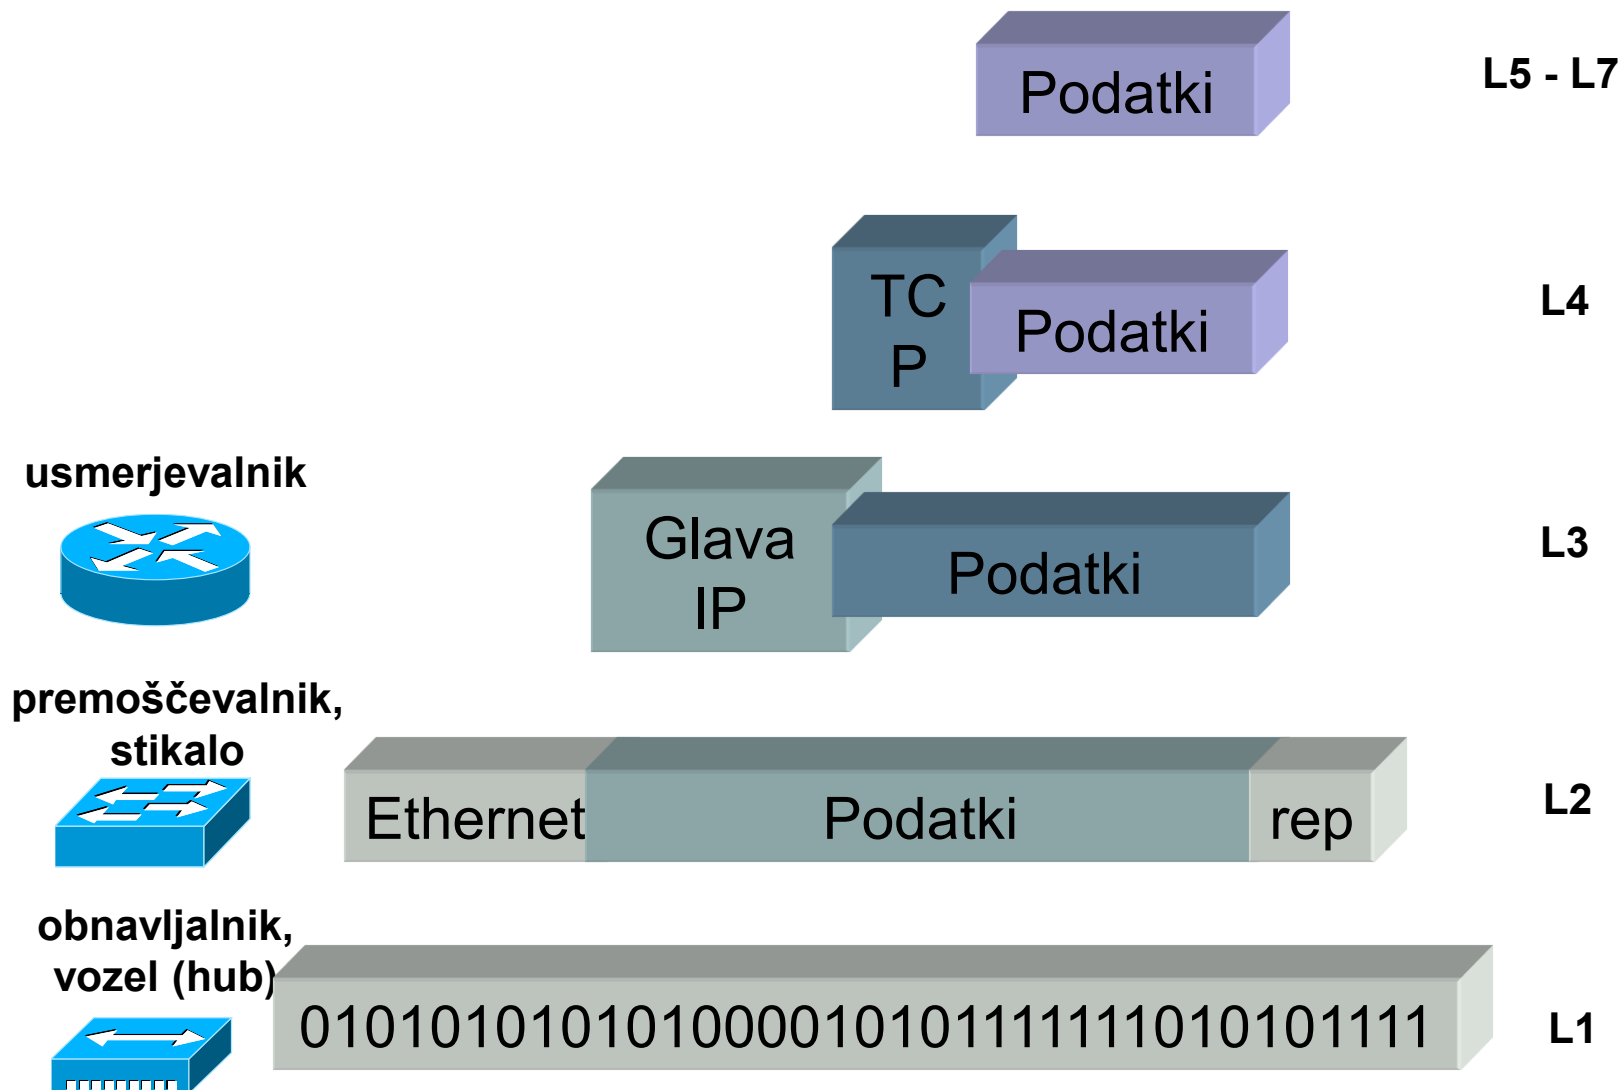 Podatki
L5 - L7
TC
P
Podatki
L4
usmerjevalnik
Glava
IP
Podatki
L3
premoščevalnik,
stikalo
Ethernet
Podatki
rep
L2
obnavljalnik,
vozel (hub)
010101010101000010101111111010101111
L1